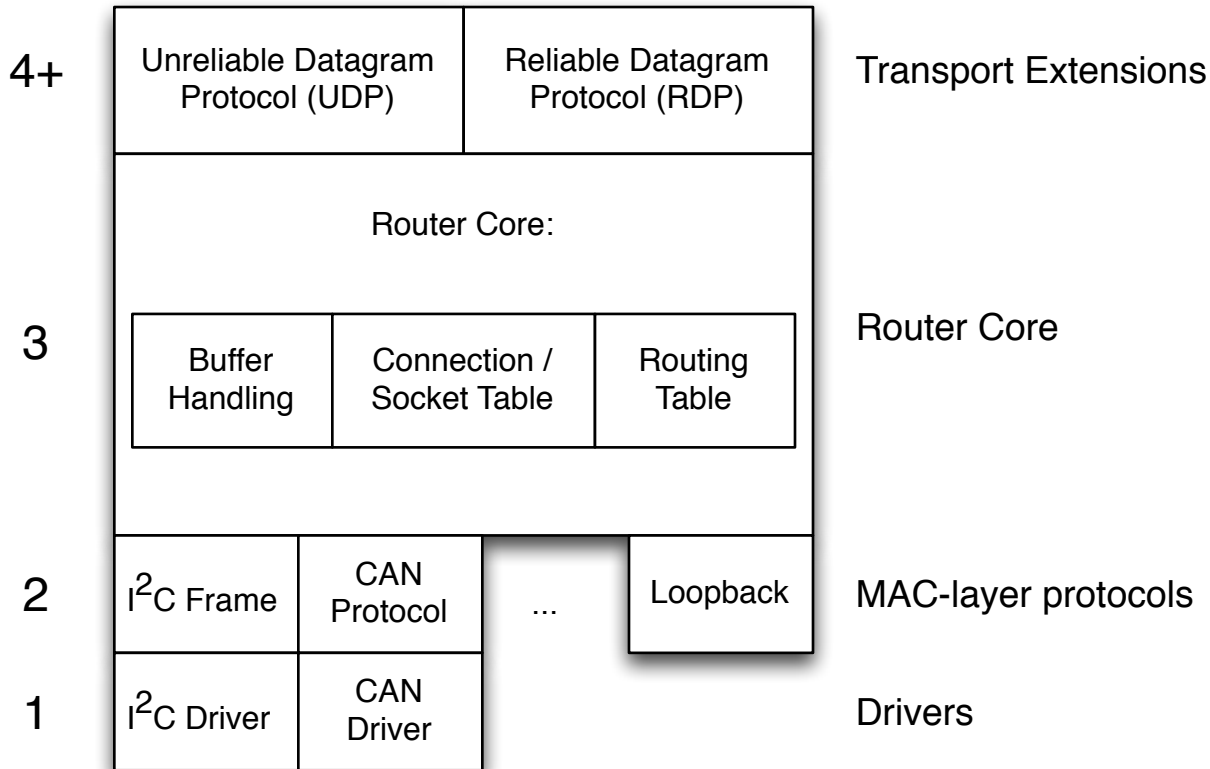 4+
Unreliable Datagram
Protocol (UDP)
Reliable Datagram
Protocol (RDP)
Transport Extensions
Router Core:
3
Buffer
Handling
Connection /
Socket Table
Routing
Table
Router Core
2
I²C Frame
CAN
Protocol
...
Loopback
MAC-layer protocols
1
I²C Driver
CAN
Driver
Drivers